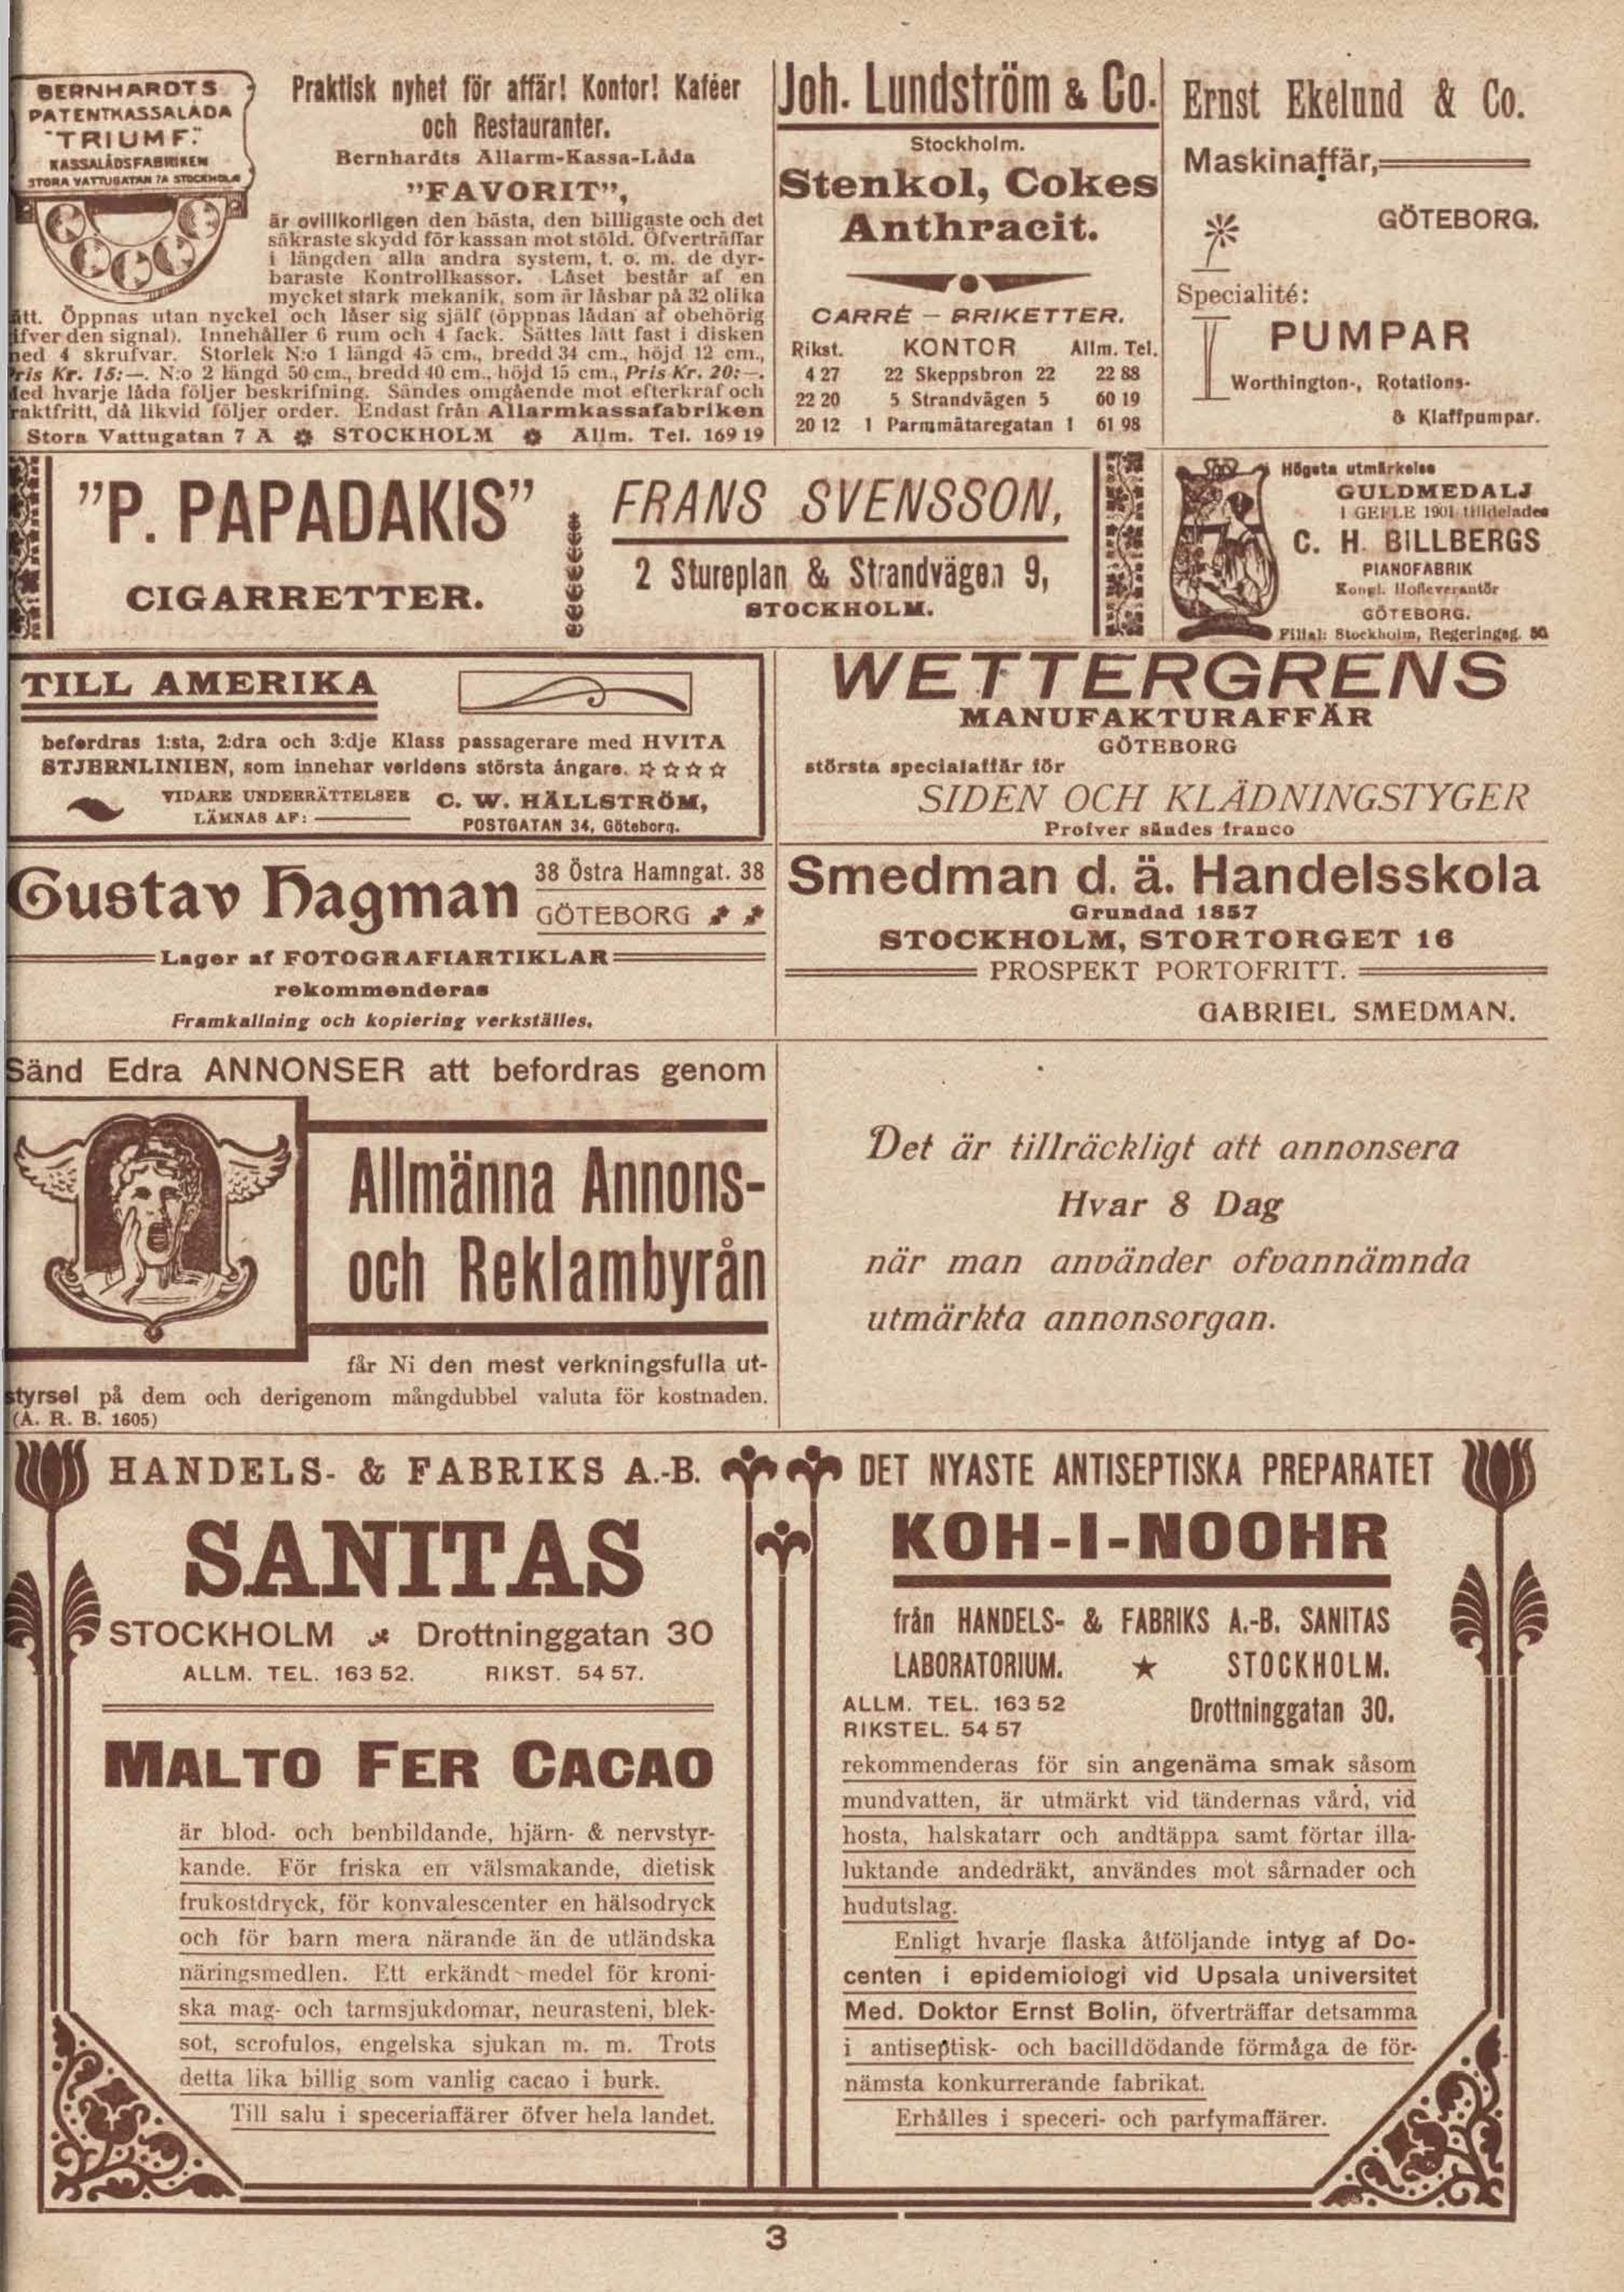 BERNHARDTS
PATENTKASSALÅDA
"TRIUMF."
KASSALÅDSFABRIKEN
STORA VATTUGATAN 7A STOCKHOLM
Praktisk nyhet för affär! Kontor! Kaféer
och Restauranter.
Bernhardts Allarm-Kassa-Låda
"FAVORIT",
är ovillkorligen den bästa, den billigaste och det
säkraste skydd för kassan mot stöld. Öfverträffar
i längden alla andra system, t. o. m. de dyr-
baraste Kontrollkassor. Låset består af en
mycket stark mekanik, som är låsbar på 32 olika
ätt. Öppnas utan nyckel och låser sig själf (öppnas lådan af obehörig
ifver den signal). Innehåller 6 rum och 4 fack. Sättes lätt fast i disken
ned 4 skrufvar. Storlek N:o 1 längd 45 cm., bredd 34 cm., höjd 12 cm.,
Pris Kr. 15:—. N:o 2 längd 50 cm., bredd 40 cm., höjd 15 cm., Pris Kr. 20:—.
led hvarje låda följer beskrifning. Sändes omgående mot efterkraf och
raktfritt, då likvid följer order. Endast från Allarmkassafabriken
Stora Vattugatan 7 A STOCKHOLM Allm. Tel. 169 19
Joh. Lundström & Co.
Stockholm.
Stenkol, Cokes
Anthracit.
CARRÉ – BRIKETTER.
Rikst. KONTOR Allm. Tel.
4 27 22 Skeppsbron 22 22 88
22 20 5 Strandvägen 5 60 19
20 12 1 Parmmätaregatan 1 61 98
Ernst Ekelund & Co.
Maskinaffär,
GÖTEBORG.
Specialité:
PUMPAR
Worthington-, Rotations-
& Klaffpumpar.
"P. PAPADAKIS"
CIGARRETTER.
FRANS SVENSSON,
2 Stureplan & Strandvägen 9,
STOCKHOLM.
Högsta utmärkelse
GULDMEDALJ
I GEFLE 1901 tilldelades
C. H. BILLBERGS
PIANOFABRIK
Kongl. Hofleverantör
GÖTEBORG.
Filial: Stockholm, Regeringsg.
TILL AMERIKA
befordras 1:sta, 2:dra och 3:dje Klass passagerare med HVITA
STJERNLINIEN, som innehar verldens största ångare. ☆ ☆ ☆ ☆
VIDARE UNDERRÄTTELSER
LÄMNAS AF:
C. W. HÄLLSTRÖM,
POSTGATAN 34, Göteborg.
WETTERGRENS
MANUFAKTURAFFÄR
GÖTEBORG
största specialaffär för
SIDEN OCH KLÄDNINGSTYGER
Profver sändes franco
Gustav Hagman
38 Östra Hamngat. 38
GÖTEBORG
Lager af FOTOGRAFIARTIKLAR
rekommenderas
Framkallning och kopiering verkställes.
Smedman d. ä. Handelsskola
Grundad 1857
STOCKHOLM, STORTORGET 16
PROSPEKT PORTOFRITT.
GABRIEL SMEDMAN.
Sänd Edra ANNONSER att befordras genom
Allmänna Annons-
och Reklambyrån
får Ni den mest verkningsfulla ut-
styrsel på dem och derigenom mångdubbel valuta för kostnaden.
(A. R. B. 1605)
Det är tillräckligt att annonsera
Hvar 8 Dag
när man använder ofvannämnda
utmärkta annonsorgan.
HANDELS- & FABRIKS A.-B.
SANITAS
STOCKHOLM Drottninggatan 30
ALLM. TEL. 163 52. RIKST. 54 57.
MALTO FER CACAO
är blod- och benbildande, hjärn- & nervstyr-
kande. För friska en välsmakande, dietisk
frukostdryck, för konvalescenter en hälsodryck
och för barn mera närande än de utländska
näringsmedlen. Ett erkändt medel för kroni-
ska mag- och tarmsjukdomar, neurasteni, blek-
sot, scrofulos, engelska sjukan m. m. Trots
detta lika billig som vanlig cacao i burk.
Till salu i speceriaffärer öfver hela landet.
DET NYASTE ANTISEPTISKA PREPARATET
KOH-I-NOOHR
från HANDELS- & FABRIKS A.-B. SANITAS
LABORATORIUM. ★ STOCKHOLM.
ALLM. TEL. 163 52
RIKSTEL. 54 57
Drottninggatan 30.
rekommenderas för sin angenäma smak såsom
mundvatten, är utmärkt vid tändernas vård, vid
hosta, halskatarr och andtäppa samt förtar illa-
luktande andedräkt, användes mot sårnader och
hudutslag.
Enligt hvarje flaska åtföljande intyg af Do-
centen i epidemiologi vid Upsala universitet
Med. Doktor Ernst Bolin, öfverträffar detsamma
i antiseptisk- och bacilldödande förmåga de för-
nämsta konkurrerande fabrikat.
Erhålles i speceri- och parfymaffärer.
3